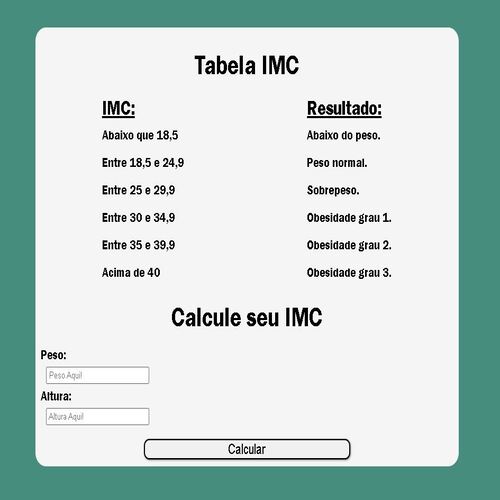 Tabela IMC
IMC: Resultado:
Abaixo que 18,5 Abaixo do peso.
Entre 18,5 e 24,9 Peso normal.
Entre 25 e 29,9 Sobrepeso.
Entre 30 e 34,9 Obesidade grau 1.
Entre 35 e 39,9 Obesidade grau 2.
Acima de 40 Obesidade grau 3.
Calcule seu IMC
Peso:
Peso Aqui!
Altura:
Altura Aqui!
Calcular